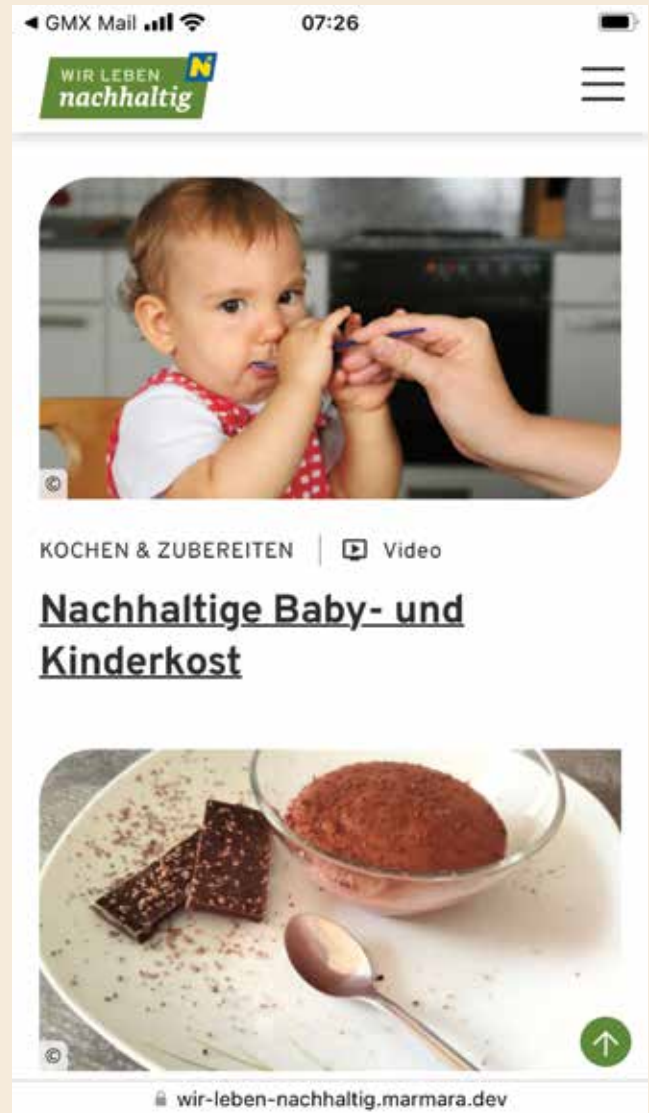 GMX Mail
07:26
WIR LEBEN
nachhaltig
N
©
KOCHEN & ZUBEREITEN
Video
Nachhaltige Baby- und
Kinderkost
©
wir-leben-nachhaltig.marmara.dev